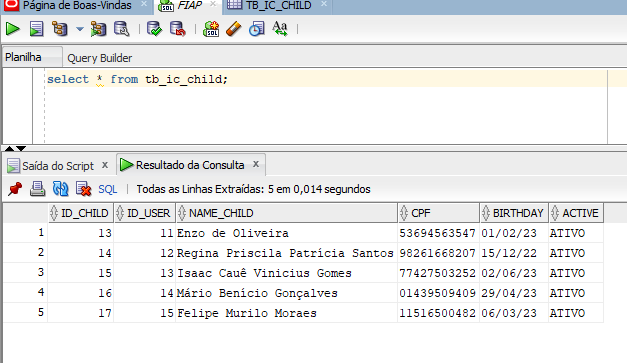 Página de Boas-Vindas FIAP TB_IC_CHILD
SQL Aa
Planilha Query Builder
select * from tb_ic_child;
Saída do Script Resultado da Consulta
SQL Todas as Linhas Extraídas: 5 em 0,014 segundos
ID_CHILD ID_USER NAME_CHILD CPF BIRTHDAY ACTIVE
1 13 11 Enzo de Oliveira 53694563547 01/02/23 ATIVO
2 14 12 Regina Priscila Patrícia Santos 98261668207 15/12/22 ATIVO
3 15 13 Isaac Cauê Vinicius Gomes 77427503252 02/06/23 ATIVO
4 16 14 Mário Benício Gonçalves 01439509409 29/04/23 ATIVO
5 17 15 Felipe Murilo Moraes 11516500482 06/03/23 ATIVO